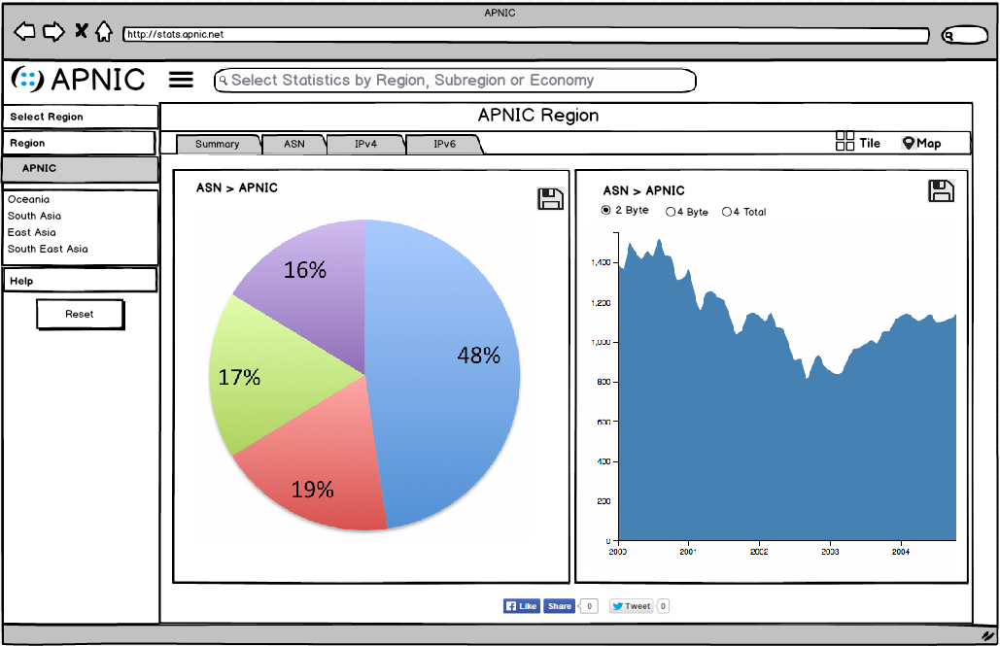 APNIC
http://stats.apnic.net
APNIC
Select Statistics by Region, Subregion or Economy
Select Region
Region
APNIC
Oceania
South Asia
East Asia
South East Asia
Help
Reset
APNIC Region
Summary ASN IPv4 IPv6
Tile Map
ASN > APNIC
16%
48%
17%
19%
ASN > APNIC
2 Byte 4 Byte 4 Total
1,400
1,200
1,000
800
600
400
200
0
2000 2001 2002 2003 2004
Like Share 0 Tweet 0